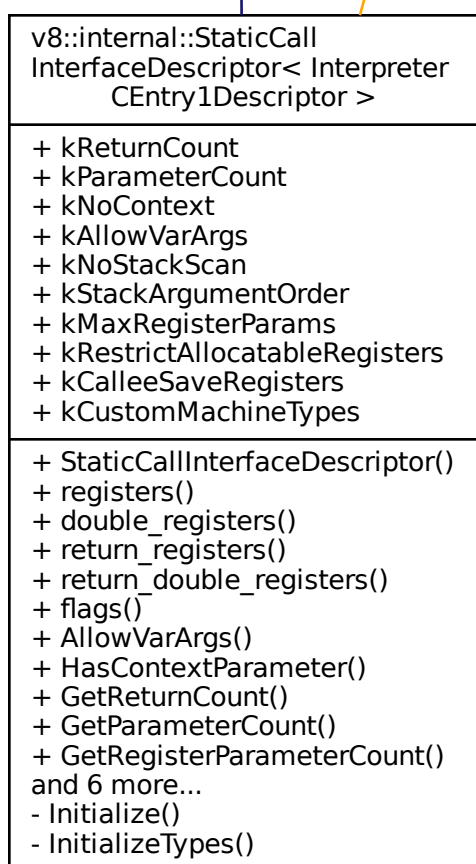 v8::internal::StaticCall
InterfaceDescriptor< Interpreter
CEntry1Descriptor >
+ kReturnCount
+ kParameterCount
+ kNoContext
+ kAllowVarArgs
+ kNoStackScan
+ kStackArgumentOrder
+ kMaxRegisterParams
+ kRestrictAllocatableRegisters
+ kCalleeSaveRegisters
+ kCustomMachineTypes
+ StaticCallInterfaceDescriptor()
+ registers()
+ double_registers()
+ return_registers()
+ return_double_registers()
+ flags()
+ AllowVarArgs()
+ HasContextParameter()
+ GetReturnCount()
+ GetParameterCount()
+ GetRegisterParameterCount()
and 6 more...
- Initialize()
- InitializeTypes()